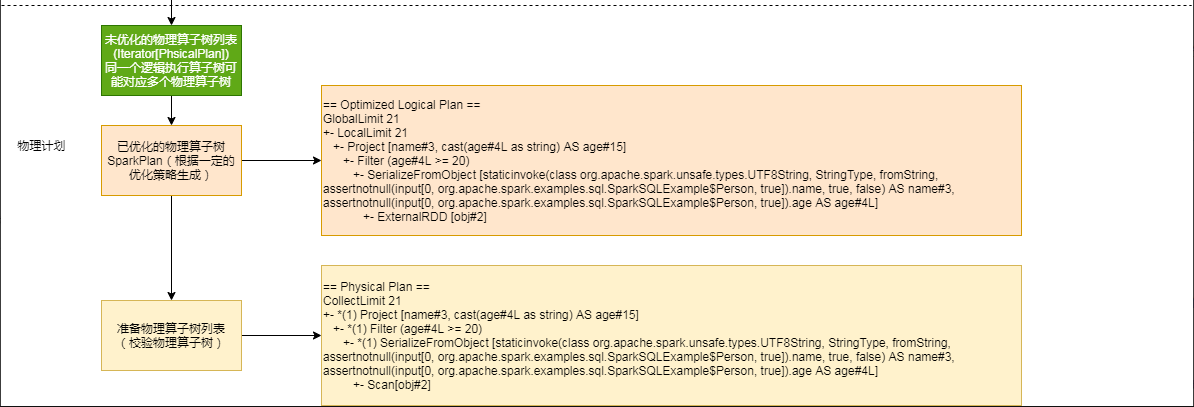 未优化的物理算子树列表
(Iterator[PhsicalPlan])
同一个逻辑执行算子树可
能对应多个物理算子树
物理计划
已优化的物理算子树
SparkPlan（根据一定的
优化策略生成）
== Optimized Logical Plan ==
GlobalLimit 21
+- LocalLimit 21
+- Project [name#3, cast(age#4L as string) AS age#15]
+- Filter (age#4L >= 20)
+- SerializeFromObject [staticinvoke(class org.apache.spark.unsafe.types.UTF8String, StringType, fromString,
assertnotnull(input[0, org.apache.spark.examples.sql.SparkSQLExample$Person, true]).name, true, false) AS name#3,
assertnotnull(input[0, org.apache.spark.examples.sql.SparkSQLExample$Person, true]).age AS age#4L]
+- ExternalRDD [obj#2]
准备物理算子树列表
（校验物理算子树）
== Physical Plan ==
CollectLimit 21
+- *(1) Project [name#3, cast(age#4L as string) AS age#15]
+- *(1) Filter (age#4L >= 20)
+- *(1) SerializeFromObject [staticinvoke(class org.apache.spark.unsafe.types.UTF8String, StringType, fromString,
assertnotnull(input[0, org.apache.spark.examples.sql.SparkSQLExample$Person, true]).name, true, false) AS name#3,
assertnotnull(input[0, org.apache.spark.examples.sql.SparkSQLExample$Person, true]).age AS age#4L]
+- Scan[obj#2]